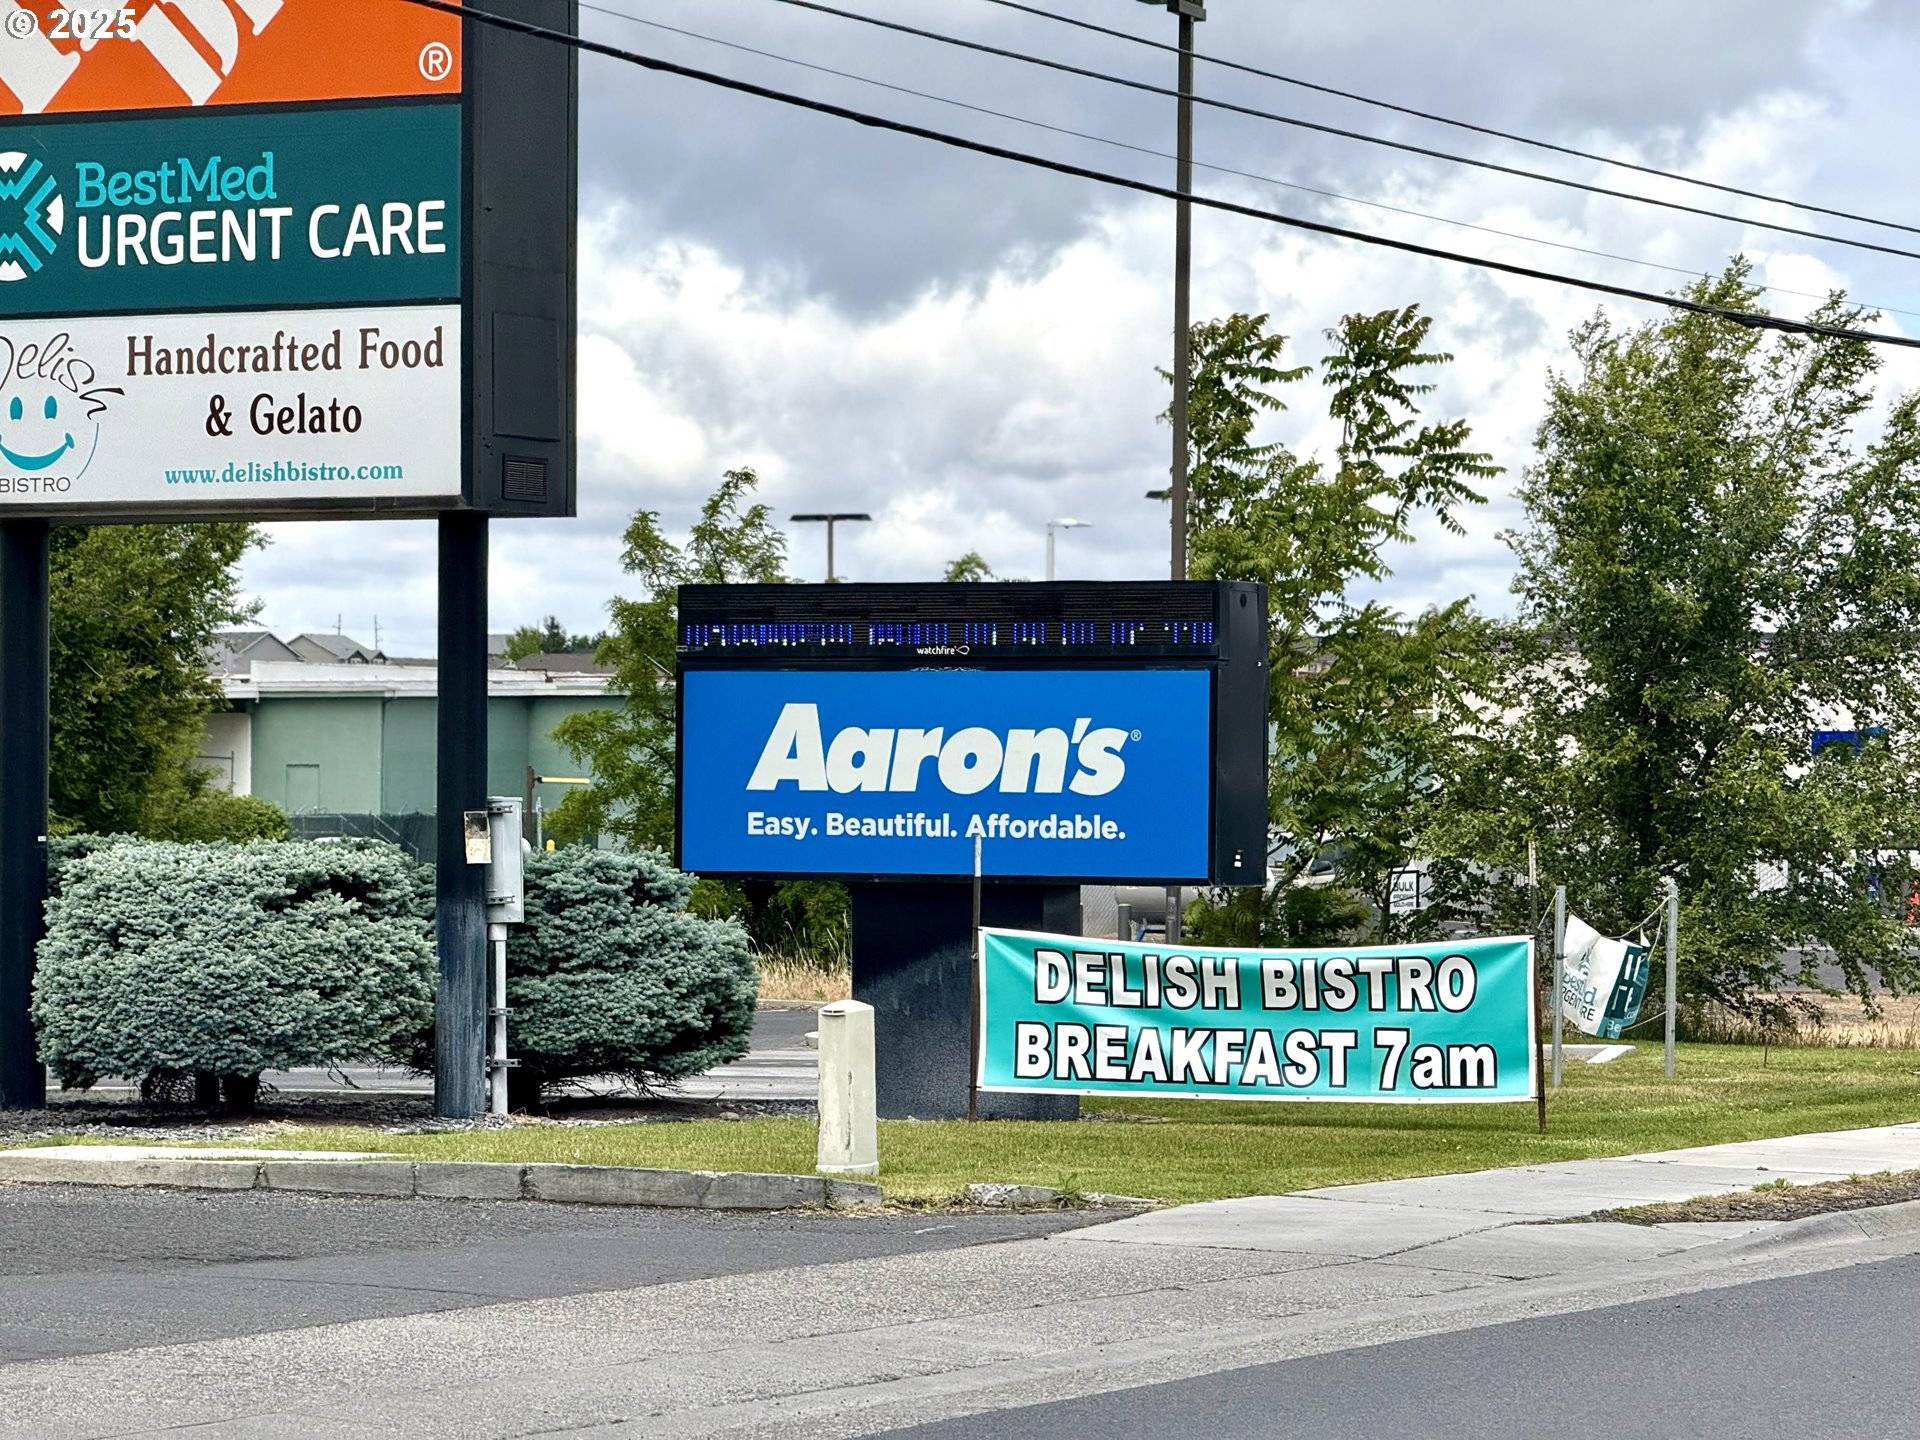 © 2025
®
BestMed
URGENT CARE
Delish
BISTRO
Handcrafted Food
& Gelato
www.delishbistro.com
watchfire
Aaron's®
Easy. Beautiful. Affordable.
BULK
DELISH BISTRO
BREAKFAST 7am